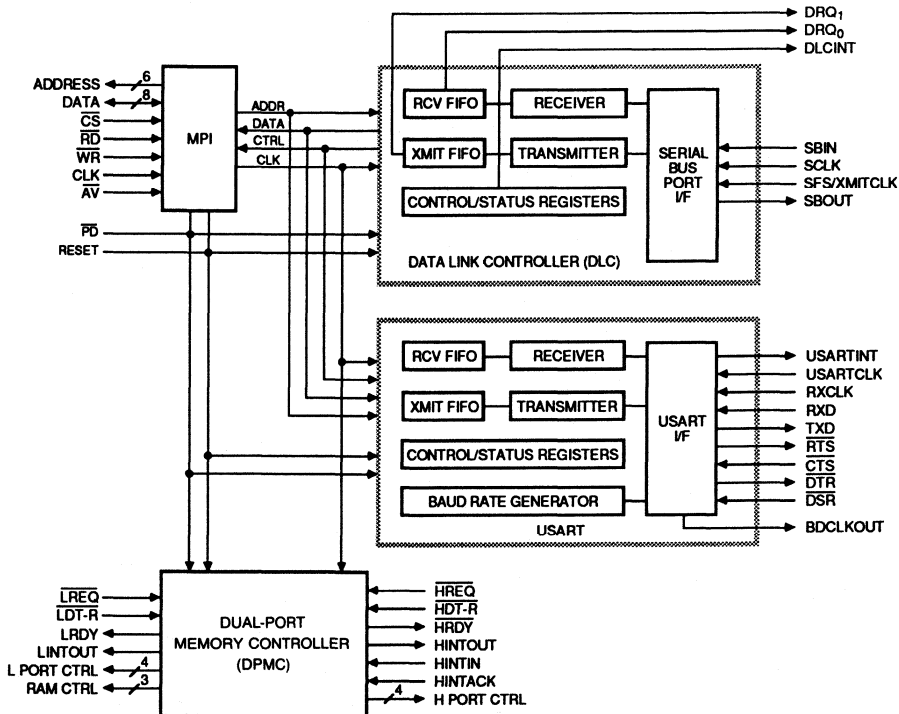 DRQ1
DRQ0
DLCINT
ADDRESS
6
DATA
8
CS
RD
WR
CLK
AV
MPI
ADDR
DATA
CTRL
CLK
PD
RESET
RCV FIFO
RECEIVER
XMIT FIFO
TRANSMITTER
CONTROL/STATUS REGISTERS
SERIAL
BUS
PORT
I/F
DATA LINK CONTROLLER (DLC)
SBIN
SCLK
SFS/XMITCLK
SBOUT
RCV FIFO
RECEIVER
XMIT FIFO
TRANSMITTER
CONTROL/STATUS REGISTERS
BAUD RATE GENERATOR
USART
I/F
USART
USARTINT
USARTCLK
RXCLK
RXD
TXD
RTS
CTS
DTR
DSR
BDCLKOUT
LREQ
LDT-R
LRDY
LINTOUT
L PORT CTRL
4
RAM CTRL
3
DUAL-PORT
MEMORY CONTROLLER
(DPMC)
HREQ
HDT-R
HRDY
HINTOUT
HINTIN
HINTACK
4
H PORT CTRL